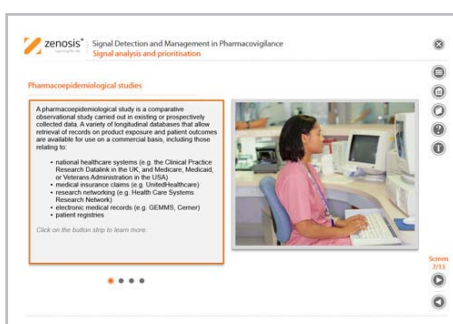 zenosis®
Signal Detection and Management in Pharmacovigilance
Signal analysis and prioritisation
Pharmacoepidemiological studies
A pharmacoepidemiological study is a comparative
observational study carried out in existing or prospectively
collected data. A variety of longitudinal databases that allow
retrieval of records on product exposure and patient outcomes
are available for use on a commercial basis, including those
relating to:
• national healthcare systems (e.g. the Clinical Practice
Research Datalink in the UK, and Medicare, Medicaid,
or Veterans Administration in the USA)
• medical insurance claims (e.g. UnitedHealthcare)
• research networking (e.g. Health Care Systems
Research Network)
• electronic medical records (e.g. GEMMS, Cerner)
• patient registries
Click on the button strip to learn more.
Screen
7/13